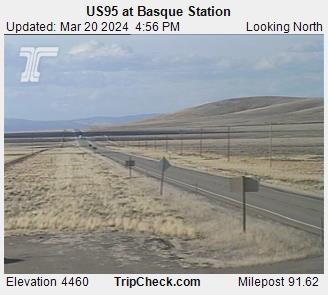 US95 at Basque Station
Updated: Mar 20 2024 4:56 PM Looking North
Elevation 4460 TripCheck.com Milepost 91.62